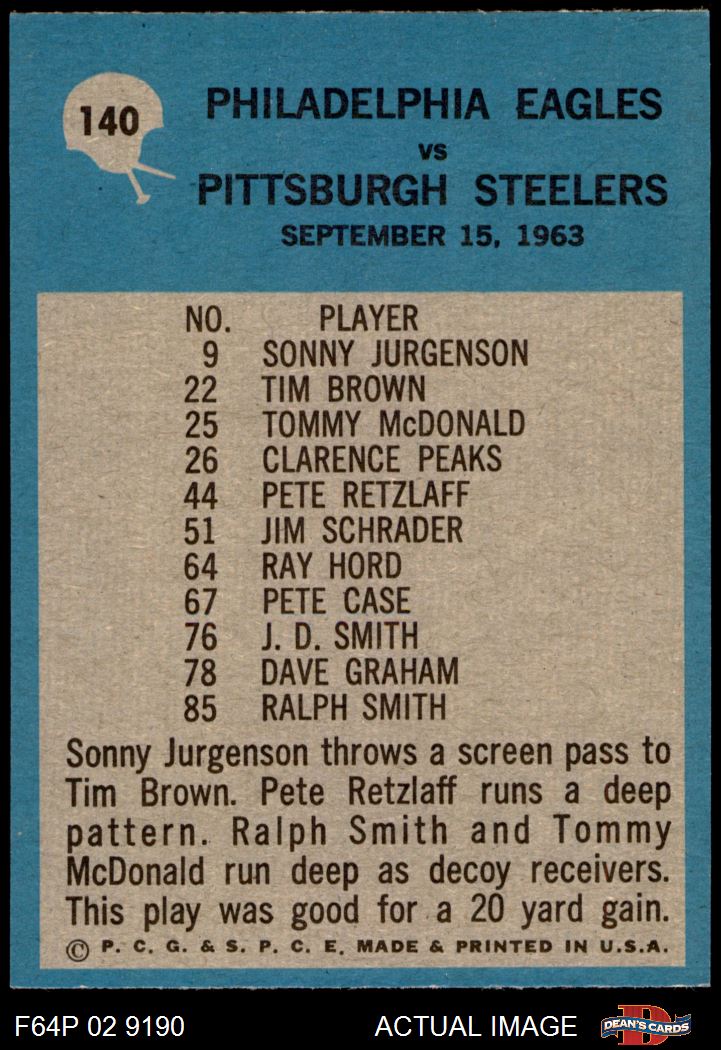 140
PHILADELPHIA EAGLES
VS
PITTSBURGH STEELERS
SEPTEMBER 15, 1963
NO. PLAYER
9 SONNY JURGENSON
22 TIM BROWN
25 TOMMY McDONALD
26 CLARENCE PEAKS
44 PETE RETZLAFF
51 JIM SCHRADER
64 RAY HORD
67 PETE CASE
76 J. D. SMITH
78 DAVE GRAHAM
85 RALPH SMITH
Sonny Jurgenson throws a screen pass to
Tim Brown. Pete Retzlaff runs a deep
pattern. Ralph Smith and Tommy
McDonald run deep as decoy receivers.
This play was good for a 20 yard gain.
© P. C. G. & S. P. C. E. MADE & PRINTED IN U.S.A.
F64P 02 9190 ACTUAL IMAGE DEAN'S CARDS